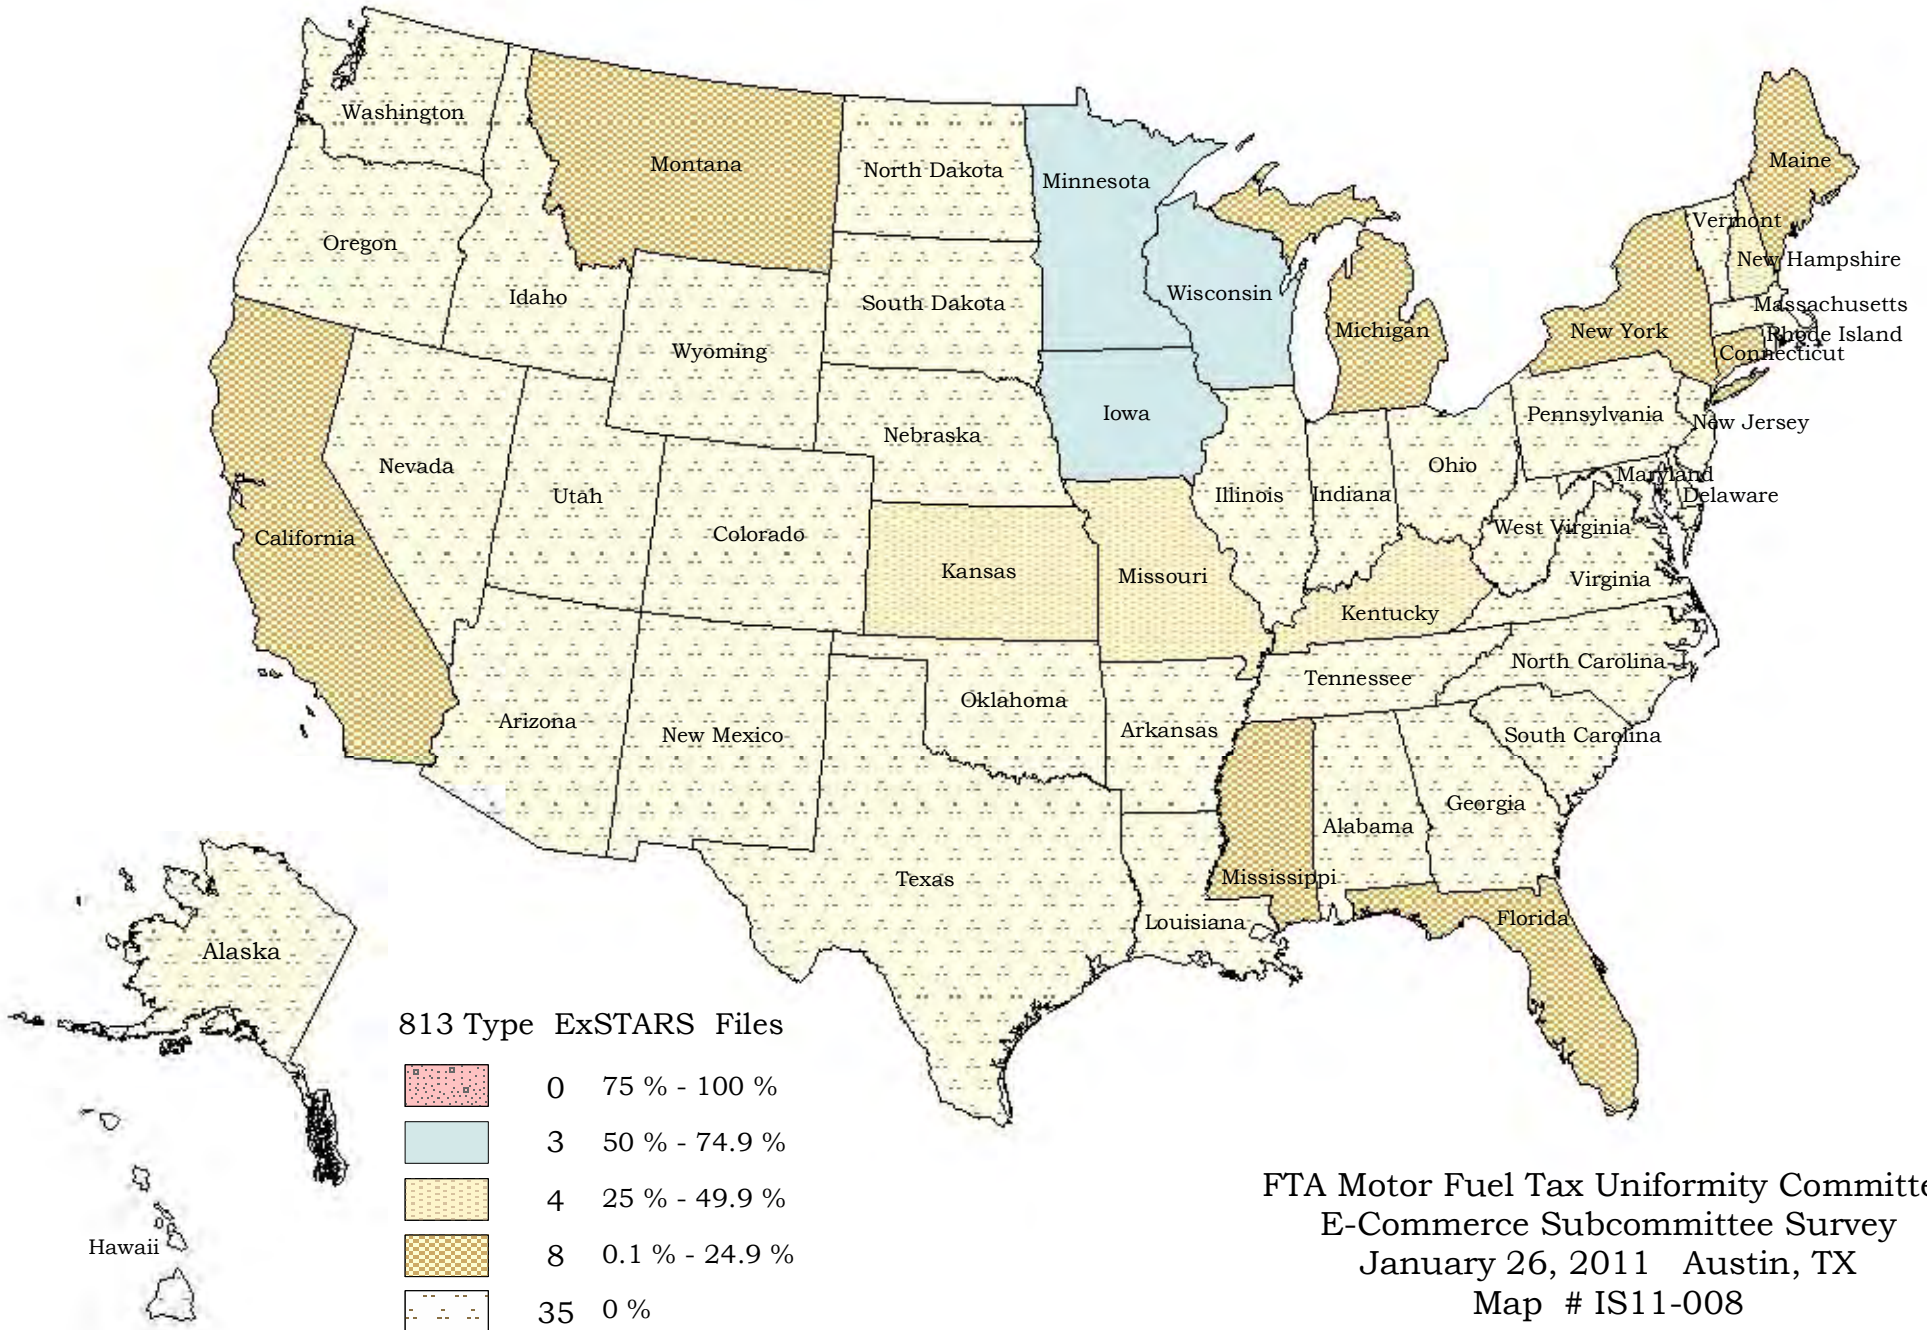 Washington
Montana
North Dakota
Minnesota
Maine
Vermont
Oregon
New Hampshire
Idaho
South Dakota
Wisconsin
Massachusetts
Wyoming
Michigan
New York
Rhode Island
Connecticut
Iowa
Pennsylvania
New Jersey
Nebraska
Nevada
Utah
Ohio
Maryland
Illinois
Indiana
Delaware
California
Colorado
West Virginia
Kansas
Missouri
Virginia
Kentucky
North Carolina
Tennessee
Oklahoma
Arizona
New Mexico
Arkansas
South Carolina
Georgia
Alabama
Texas
Mississippi
Louisiana
Florida
Alaska
Hawaii
813 Type ExSTARS Files
0 75 % - 100 %
3 50 % - 74.9 %
4 25 % - 49.9 %
8 0.1 % - 24.9 %
35 0 %
FTA Motor Fuel Tax Uniformity Committe
E-Commerce Subcommittee Survey
January 26, 2011 Austin, TX
Map # IS11-008